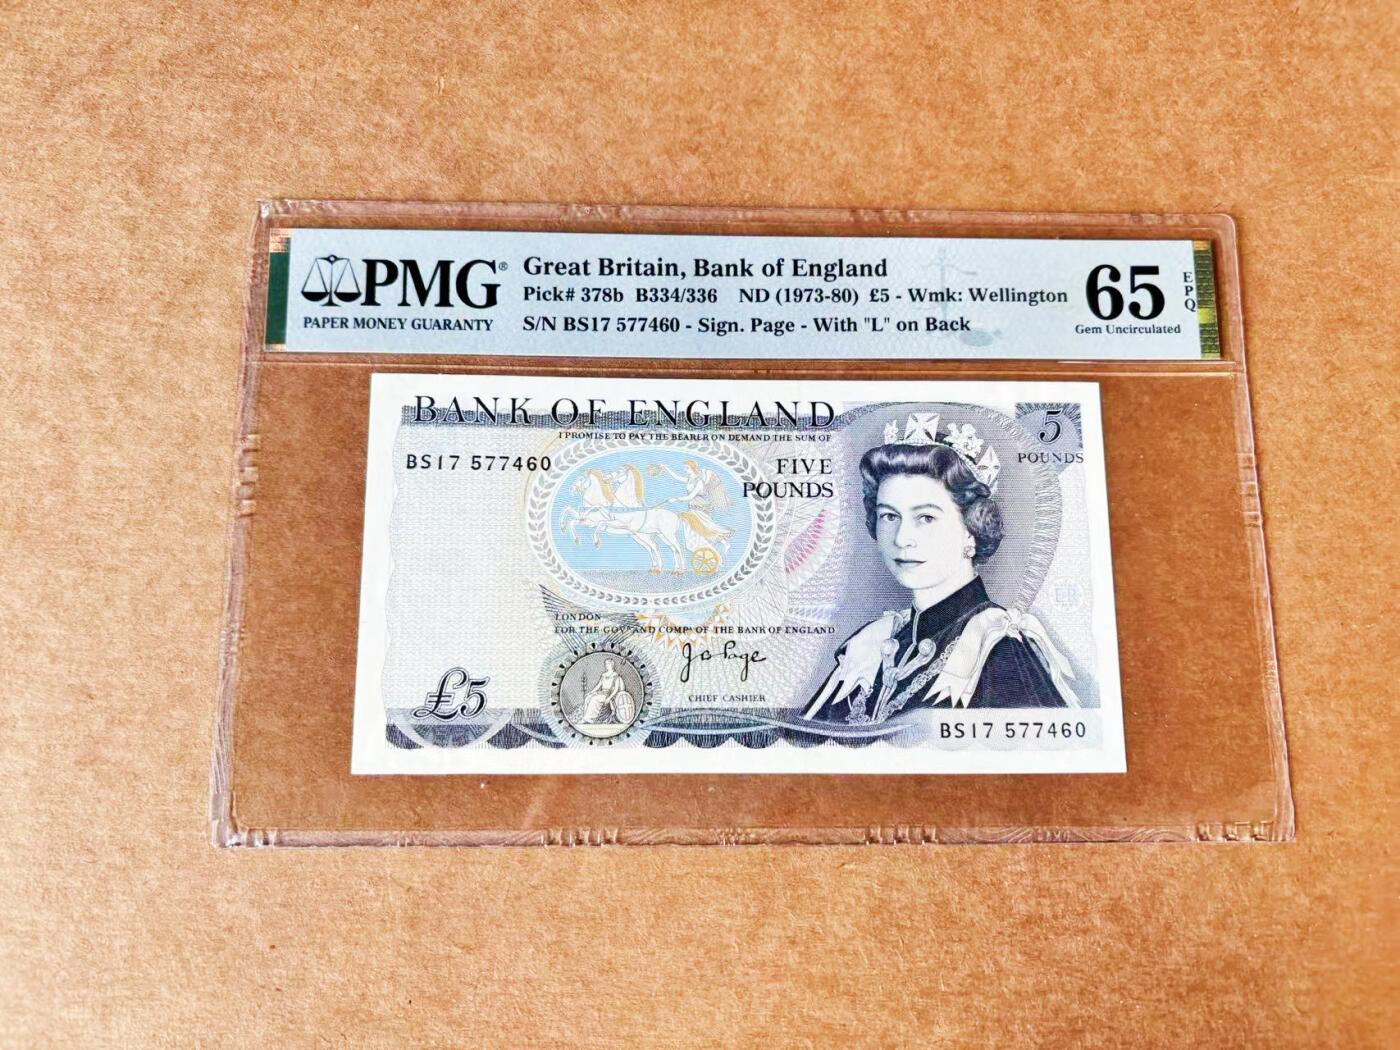 PMG®
PAPER MONEY GUARANTY
Great Britain, Bank of England
Pick# 378b B334/336 ND (1973-80) £5 - Wmk: Wellington
S/N BS17 577460 - Sign. Page - With "L" on Back
65
EPQ
Gem Uncirculated
BANK OF ENGLAND
I PROMISE TO PAY THE BEARER ON DEMAND THE SUM OF
BS17 577460
FIVE
POUNDS
5
POUNDS
LONDON
FOR THE GOVR AND COMPA OF THE BANK OF ENGLAND
J B Page
CHIEF CASHIER
£5
BS17 577460